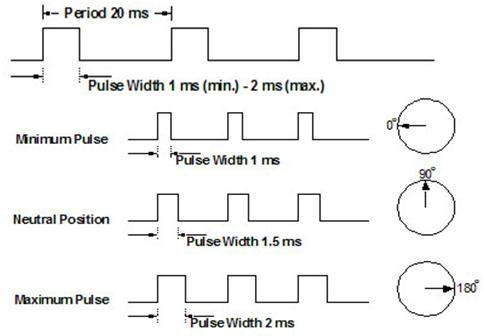 Period 20 ms
Pulse Width 1 ms (min.) - 2 ms (max.)
Minimum Pulse
Pulse Width 1 ms
0°
Neutral Position
Pulse Width 1.5 ms
90°
Maximum Pulse
Pulse Width 2 ms
180°